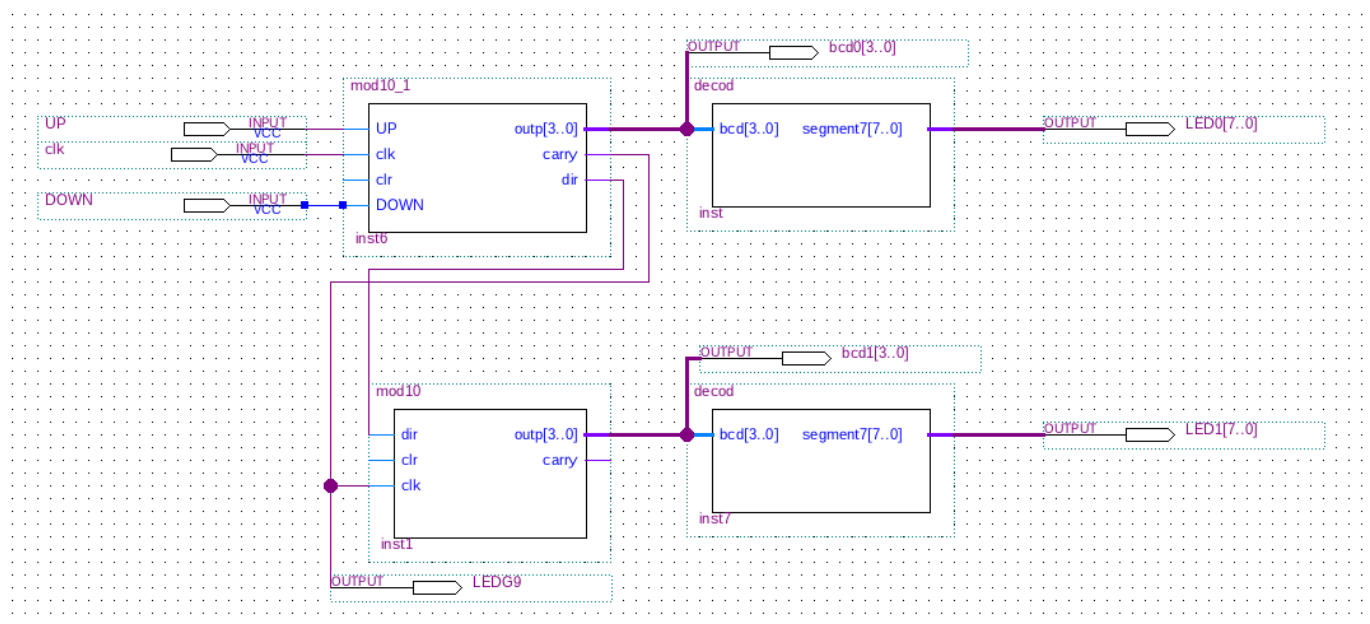 OUTPUT bcd0[3..0]
mod10_1
decod
UP INPUT VCC
UP outp[3..0]
bcd[3..0] segment7[7..0]
OUTPUT LED0[7..0]
clk INPUT VCC
clk carry
clr dir
DOWN INPUT VCC
DOWN
inst6
inst
OUTPUT bcd1[3..0]
mod10
decod
dir outp[3..0]
bcd[3..0] segment7[7..0]
OUTPUT LED1[7..0]
clr carry
clk
inst1
inst7
OUTPUT LEDG9